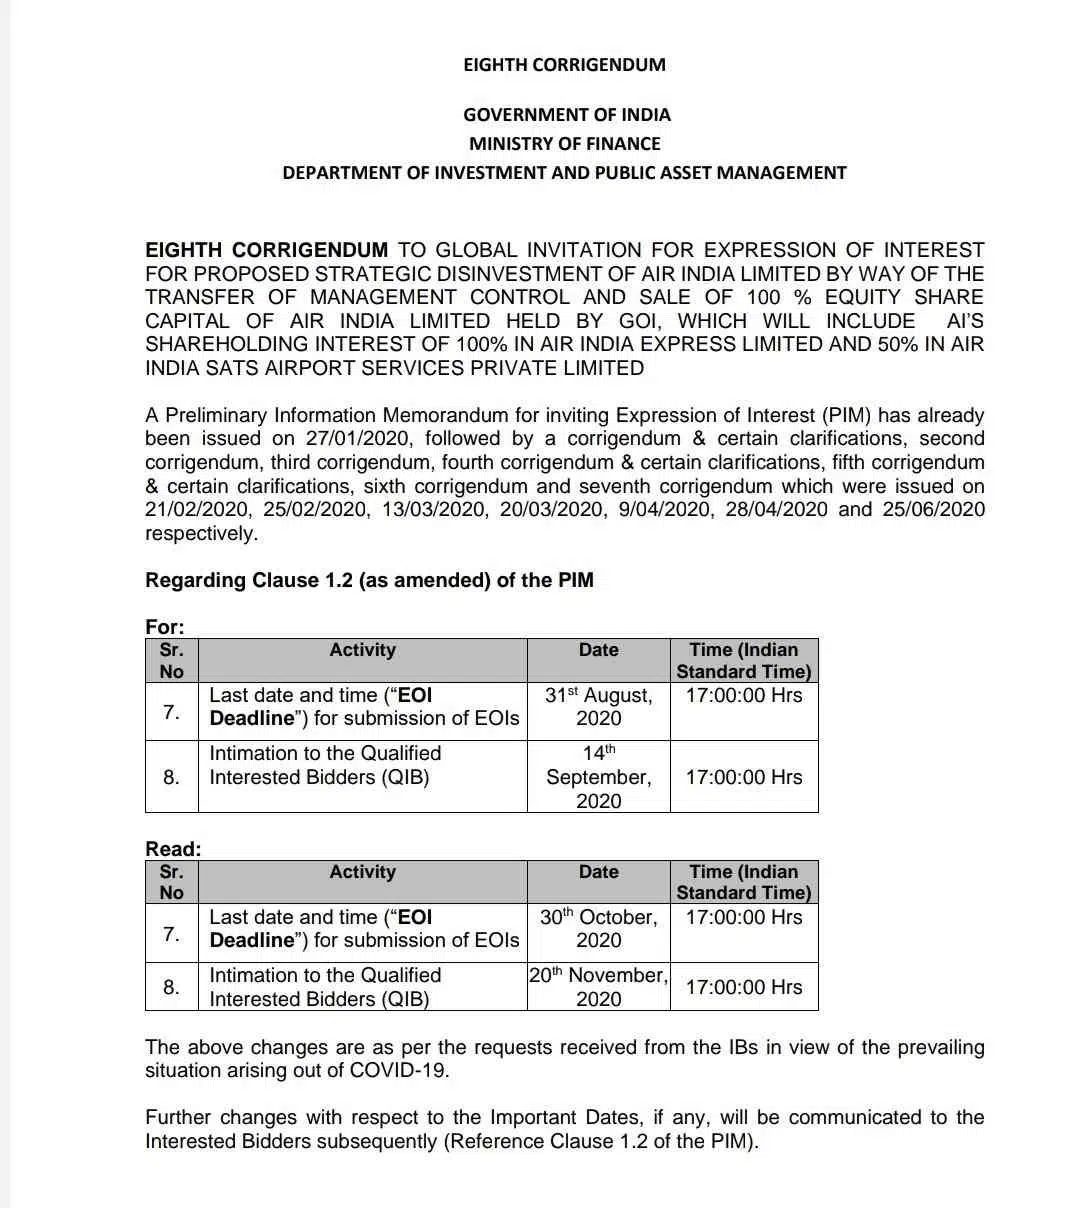 EIGHTH CORRIGENDUM
GOVERNMENT OF INDIA
MINISTRY OF FINANCE
DEPARTMENT OF INVESTMENT AND PUBLIC ASSET MANAGEMENT
EIGHTH CORRIGENDUM TO GLOBAL INVITATION FOR EXPRESSION OF INTEREST
FOR PROPOSED STRATEGIC DISINVESTMENT OF AIR INDIA LIMITED BY WAY OF THE
TRANSFER OF MANAGEMENT CONTROL AND SALE OF 100 % EQUITY SHARE
CAPITAL OF AIR INDIA LIMITED HELD BY GOI, WHICH WILL INCLUDE AI'S
SHAREHOLDING INTEREST OF 100% IN AIR INDIA EXPRESS LIMITED AND 50% IN AIR
INDIA SATS AIRPORT SERVICES PRIVATE LIMITED
A Preliminary Information Memorandum for inviting Expression of Interest (PIM) has already
been issued on 27/01/2020, followed by a corrigendum & certain clarifications, second
corrigendum, third corrigendum, fourth corrigendum & certain clarifications, fifth corrigendum
& certain clarifications, sixth corrigendum and seventh corrigendum which were issued on
21/02/2020, 25/02/2020, 13/03/2020, 20/03/2020, 9/04/2020, 28/04/2020 and 25/06/2020
respectively.
Regarding Clause 1.2 (as amended) of the PIM
For:
Sr. No Activity Date Time (Indian Standard Time)
7. Last date and time ("EOI Deadline") for submission of EOIs 31st August, 2020 17:00:00 Hrs
8. Intimation to the Qualified Interested Bidders (QIB) 14th September, 2020 17:00:00 Hrs
Read:
Sr. No Activity Date Time (Indian Standard Time)
7. Last date and time ("EOI Deadline") for submission of EOIs 30th October, 2020 17:00:00 Hrs
8. Intimation to the Qualified Interested Bidders (QIB) 20th November, 2020 17:00:00 Hrs
The above changes are as per the requests received from the IBs in view of the prevailing
situation arising out of COVID-19.
Further changes with respect to the Important Dates, if any, will be communicated to the
Interested Bidders subsequently (Reference Clause 1.2 of the PIM).